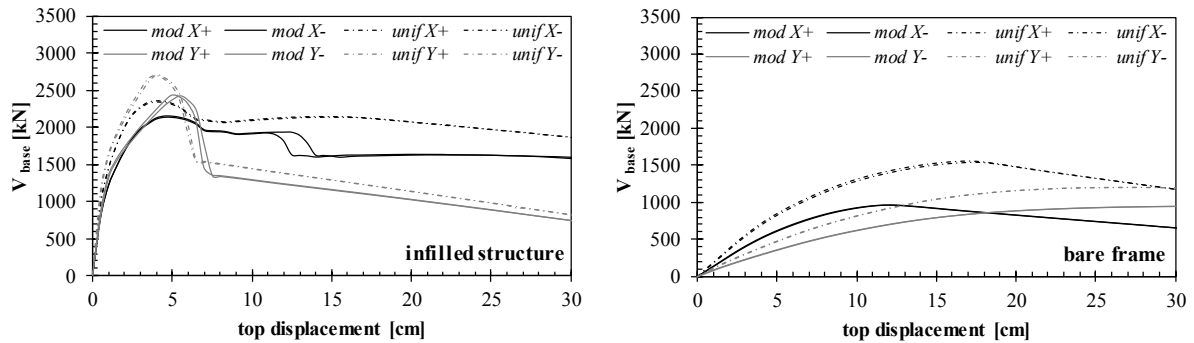 3500
3000
2500
2000
1500
1000
500
0
V base [kN]
mod X+ mod X- unif X+ unif X-
mod Y+ mod Y- unif Y+ unif Y-
infilled structure
0 5 10 15 20 25 30
top displacement [cm]
3500
3000
2500
2000
1500
1000
500
0
V base [kN]
mod X+ mod X- unif X+ unif X-
mod Y+ mod Y- unif Y+ unif Y-
bare frame
0 5 10 15 20 25 30
top displacement [cm]